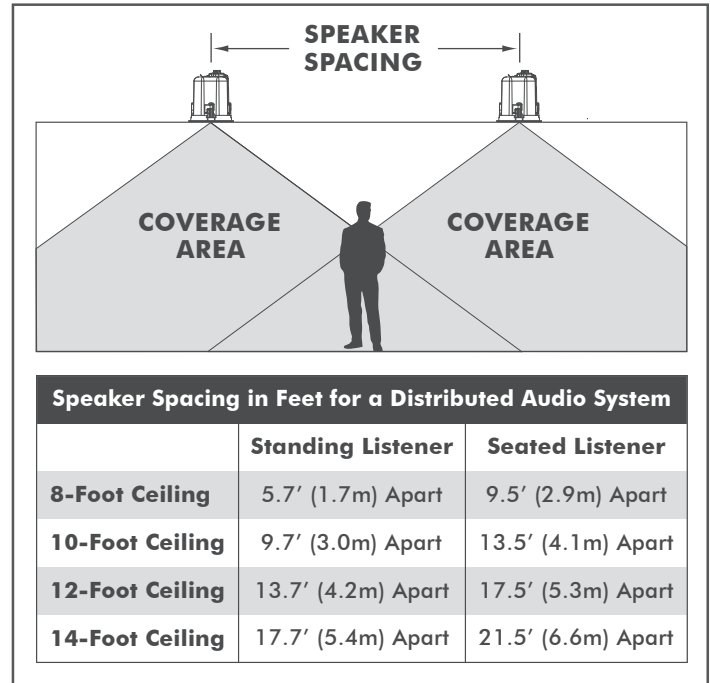 SPEAKER
SPACING
COVERAGE
AREA
COVERAGE
AREA
Speaker Spacing in Feet for a Distributed Audio System
Standing Listener Seated Listener
8-Foot Ceiling 5.7’ (1.7m) Apart 9.5’ (2.9m) Apart
10-Foot Ceiling 9.7’ (3.0m) Apart 13.5’ (4.1m) Apart
12-Foot Ceiling 13.7’ (4.2m) Apart 17.5’ (5.3m) Apart
14-Foot Ceiling 17.7’ (5.4m) Apart 21.5’ (6.6m) Apart